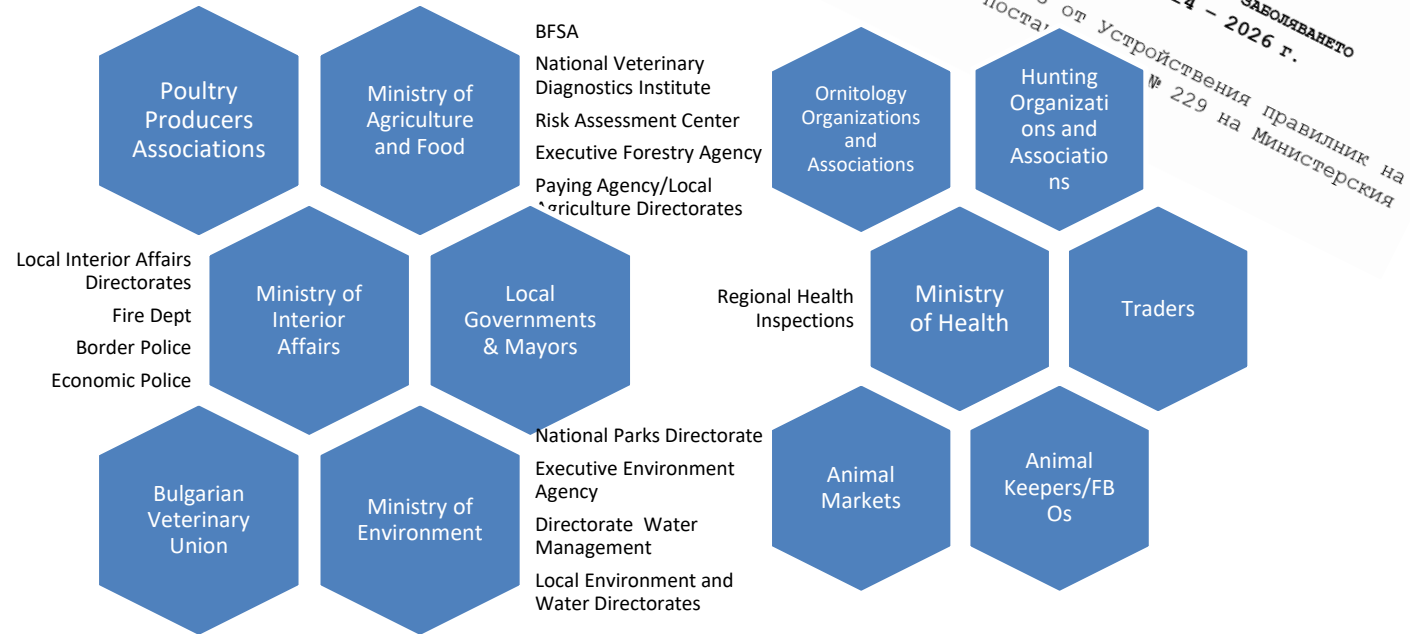 Poultry
Producers
Associations
Ministry of
Agriculture
and Food
BFSA
National Veterinary
Diagnostics Institute
Risk Assessment Center
Executive Forestry Agency
Paying Agency/Local
Agriculture Directorates
Local Interior Affairs
Directorates
Fire Dept
Border Police
Economic Police
Ministry of
Interior
Affairs
Local
Governments
& Mayors
Bulgarian
Veterinary
Union
Ministry of
Environment
National Parks Directorate
Executive Environment
Agency
Directorate Water
Management
Local Environment and
Water Directorates
Ornitology
Organizations
and
Associations
Hunting
Organizati
ons and
Associatio
ns
Regional Health
Inspections
Ministry
of Health
Traders
Animal
Markets
Animal
Keepers/FB
Os
ЗАБОЛЯВАНЕТО
– 2026 г.
от Устройствения правилник на
№ 229 на Министерския